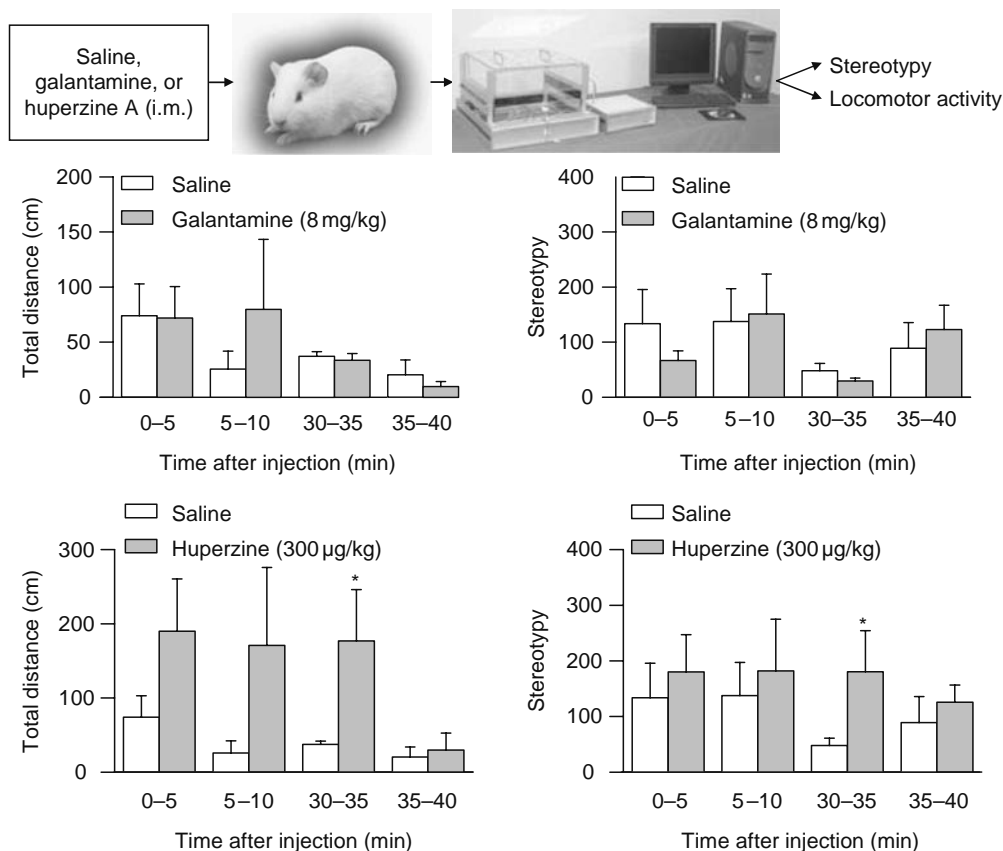 Saline,
galantamine, or
huperzine A (i.m.)
Stereotypy
Locomotor activity
Total distance (cm)
200
150
100
50
0
Saline
Galantamine (8 mg/kg)
0–5 5–10 30–35 35–40
Time after injection (min)
Stereotypy
400
300
200
100
0
Saline
Galantamine (8 mg/kg)
0–5 5–10 30–35 35–40
Time after injection (min)
Total distance (cm)
300
200
100
0
Saline
Huperzine (300 µg/kg)
*
0–5 5–10 30–35 35–40
Time after injection (min)
Stereotypy
400
300
200
100
0
Saline
Huperzine (300 µg/kg)
*
0–5 5–10 30–35 35–40
Time after injection (min)